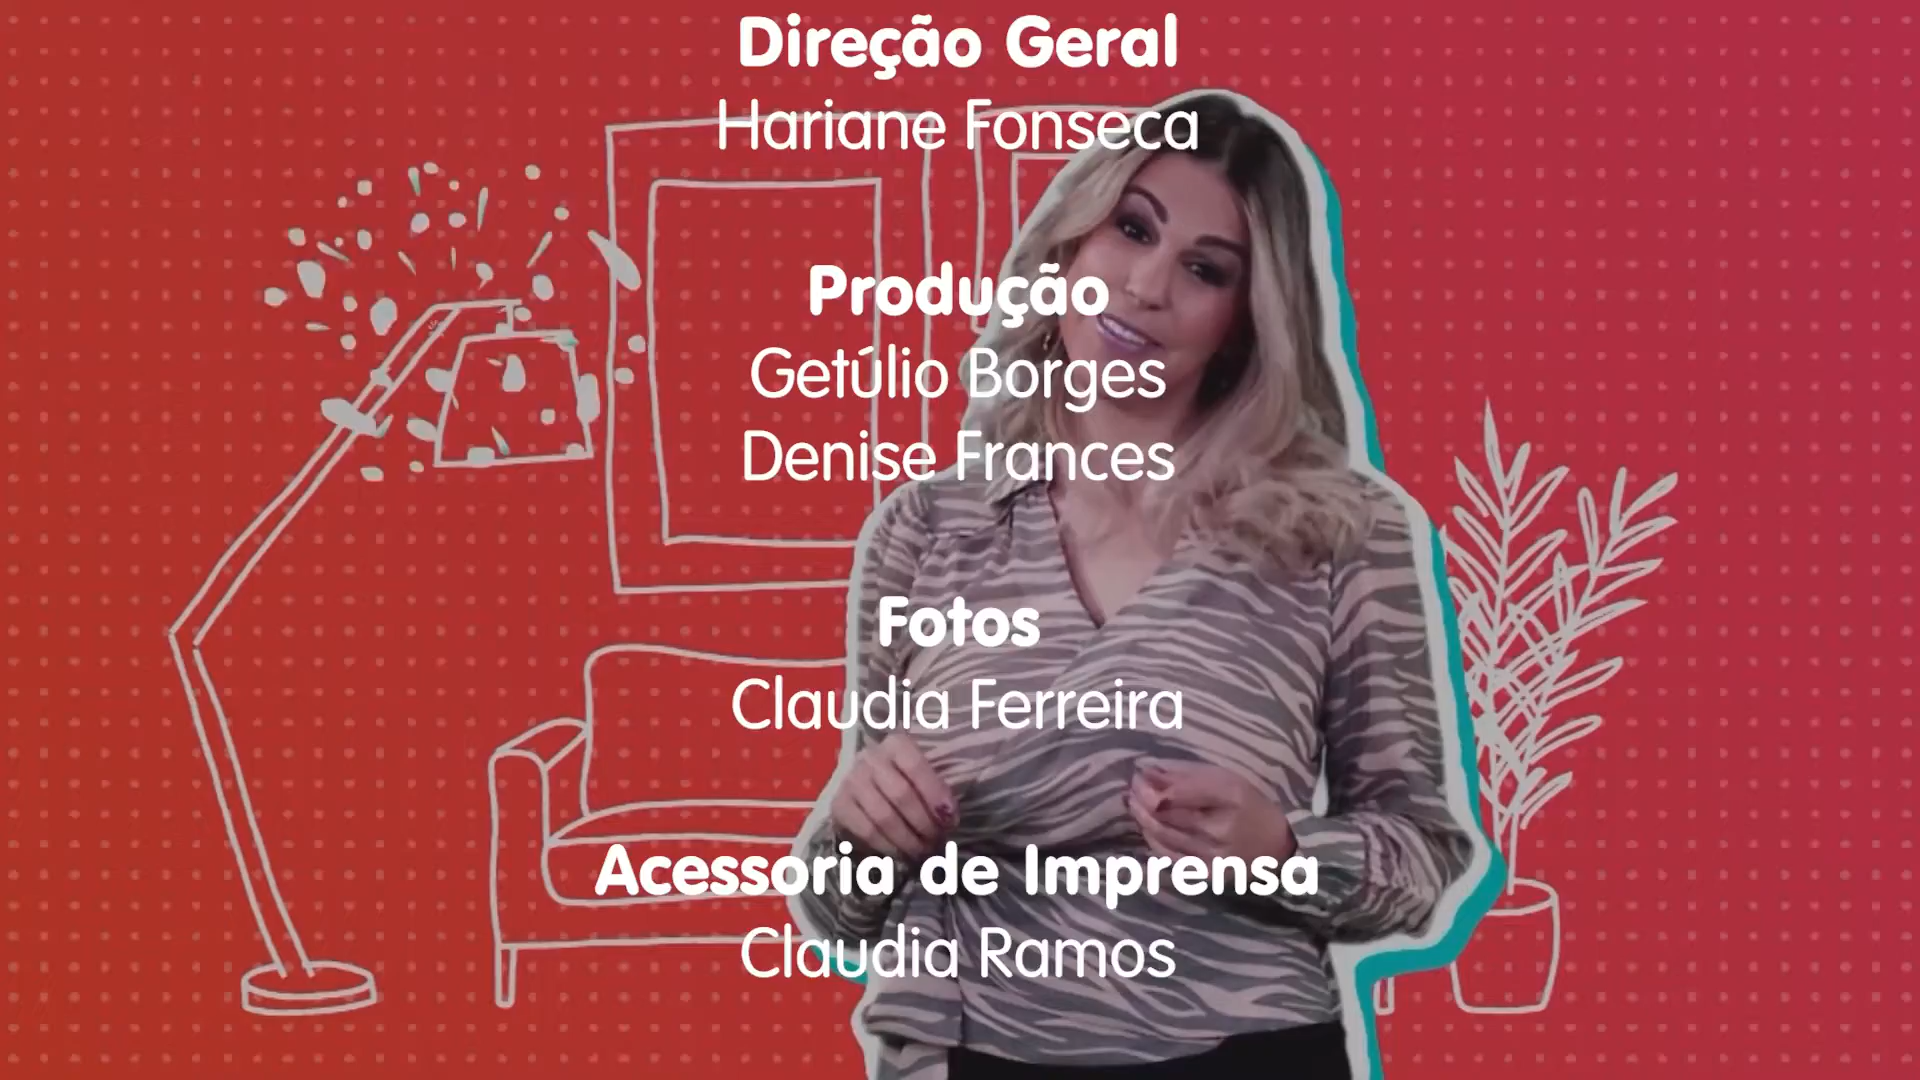 Direção Geral
Hariane Fonseca
Produção
Getúlio Borges
Denise Frances
Fotos
Claudia Ferreira
Acessoria de Imprensa
Claudia Ramos